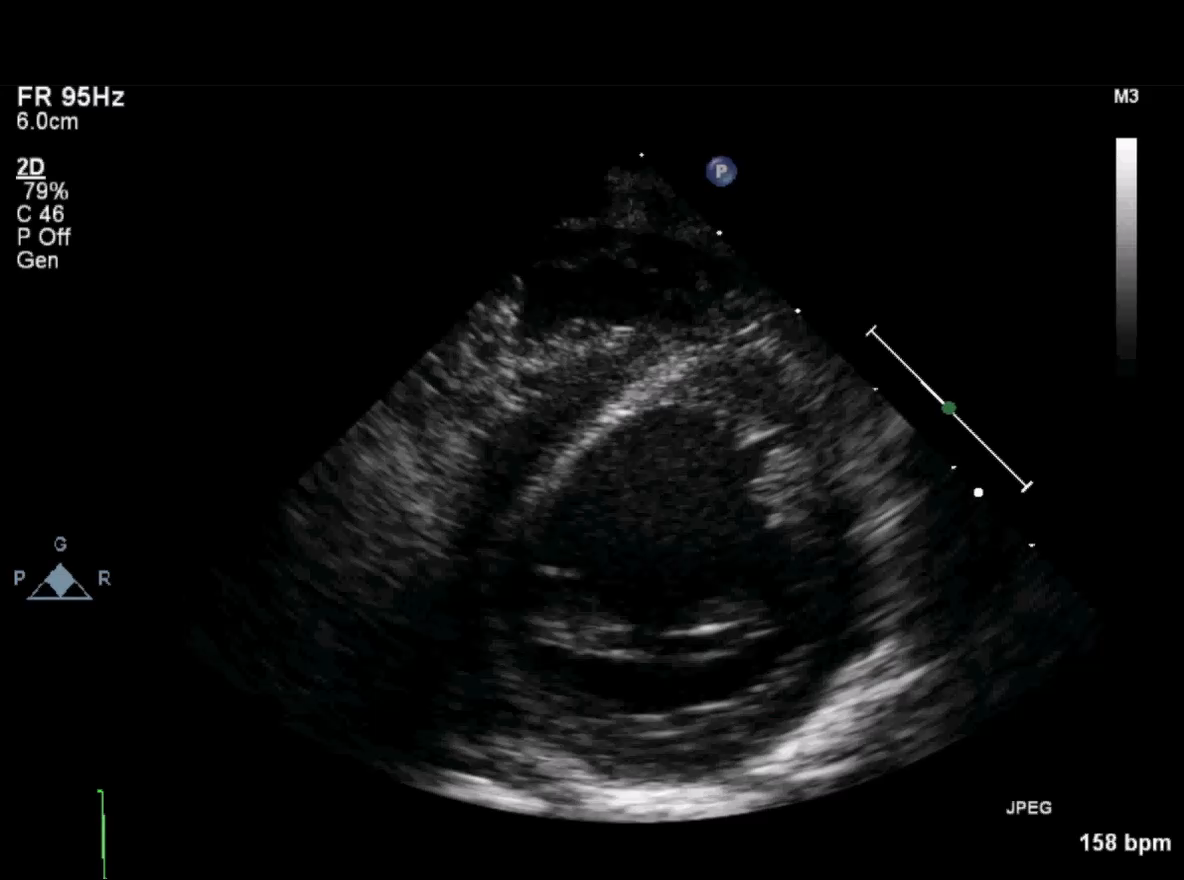 FR 95Hz
6.0cm
2D
79%
C 46
P Off
Gen
M3
P
G
P R
JPEG
158 bpm